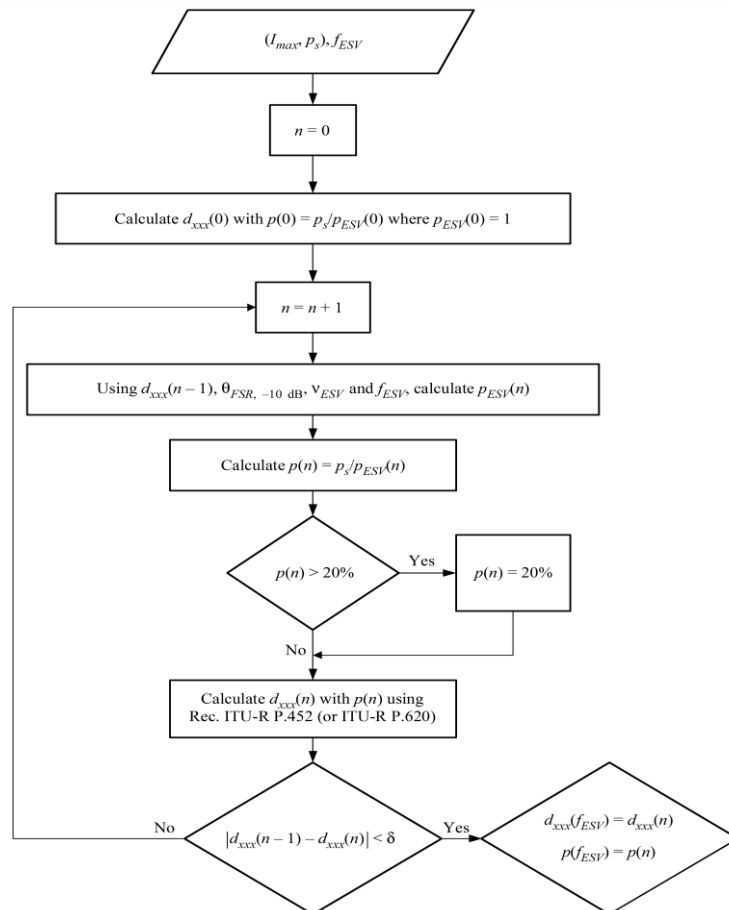 (I_max, p_s), f_ESV
n = 0
Calculate d_xxx(0) with p(0) = p_s/p_ESV(0) where p_ESV(0) = 1
n = n + 1
Using d_xxx(n – 1), θ_FSR, –10 dB, ν_ESV and f_ESV, calculate p_ESV(n)
Calculate p(n) = p_s/p_ESV(n)
p(n) > 20%
Yes
p(n) = 20%
No
Calculate d_xxx(n) with p(n) using
Rec. ITU-R P.452 (or ITU-R P.620)
No
|d_xxx(n – 1) – d_xxx(n)| < δ
Yes
d_xxx(f_ESV) = d_xxx(n)
p(f_ESV) = p(n)